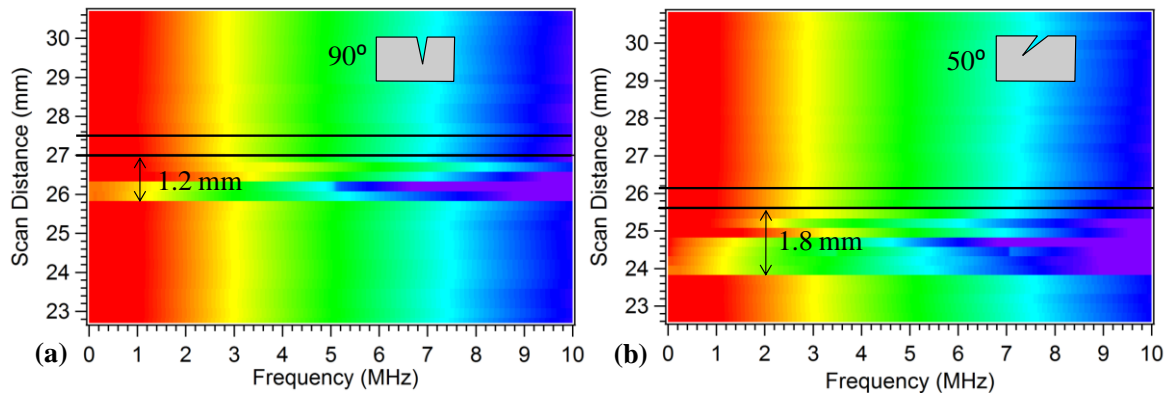 30
29
28
27
26
25
24
23
Scan Distance (mm)
90º
1.2 mm
0 1 2 3 4 5 6 7 8 9 10
Frequency (MHz)
(a)
30
29
28
27
26
25
24
23
Scan Distance (mm)
50º
1.8 mm
0 1 2 3 4 5 6 7 8 9 10
Frequency (MHz)
(b)